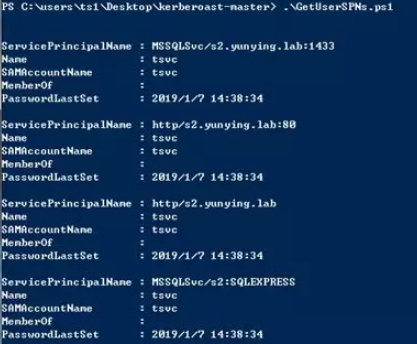 PS C:\users\ts1\Desktop\kerberoast-master> .\GetUserSPNs.ps1
ServicePrincipalName : MSSQLSvc/s2.yunying.lab:1433
Name : tsvc
SAMAccountName : tsvc
MemberOf :
PasswordLastSet : 2019/1/7 14:38:34
ServicePrincipalName : http/s2.yunying.lab:80
Name : tsvc
SAMAccountName : tsvc
MemberOf :
PasswordLastSet : 2019/1/7 14:38:34
ServicePrincipalName : http/s2.yunying.lab
Name : tsvc
SAMAccountName : tsvc
MemberOf :
PasswordLastSet : 2019/1/7 14:38:34
ServicePrincipalName : MSSQLSvc/s2:SQLEXPRESS
Name : tsvc
SAMAccountName : tsvc
MemberOf :
PasswordLastSet : 2019/1/7 14:38:34